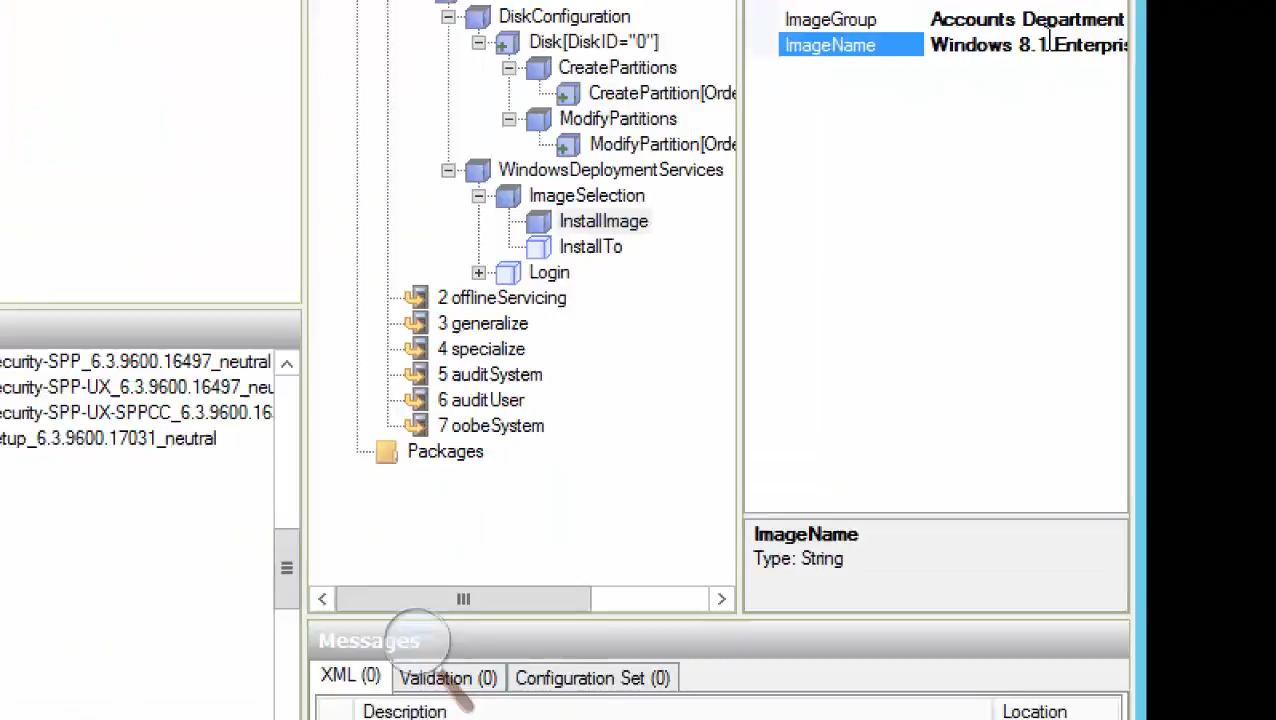 DiskConfiguration
Disk[DiskID="0"]
CreatePartitions
CreatePartition[Orde
ModifyPartitions
ModifyPartition[Orde
WindowsDeploymentServices
ImageSelection
InstallImage
InstallTo
Login
2 offlineServicing
3 generalize
4 specialize
5 auditSystem
6 auditUser
7 oobeSystem
Packages
ImageGroup Accounts Department
ImageName Windows 8.1 Enterpris
ecurity-SPP_6.3.9600.16497_neutral
ecurity-SPP-UX_6.3.9600.16497_neu
ecurity-SPP-UX-SPPCC_6.3.9600.16
etup_6.3.9600.17031_neutral
ImageName
Type: String
Messages
XML (0) Validation (0) Configuration Set (0)
Description Location